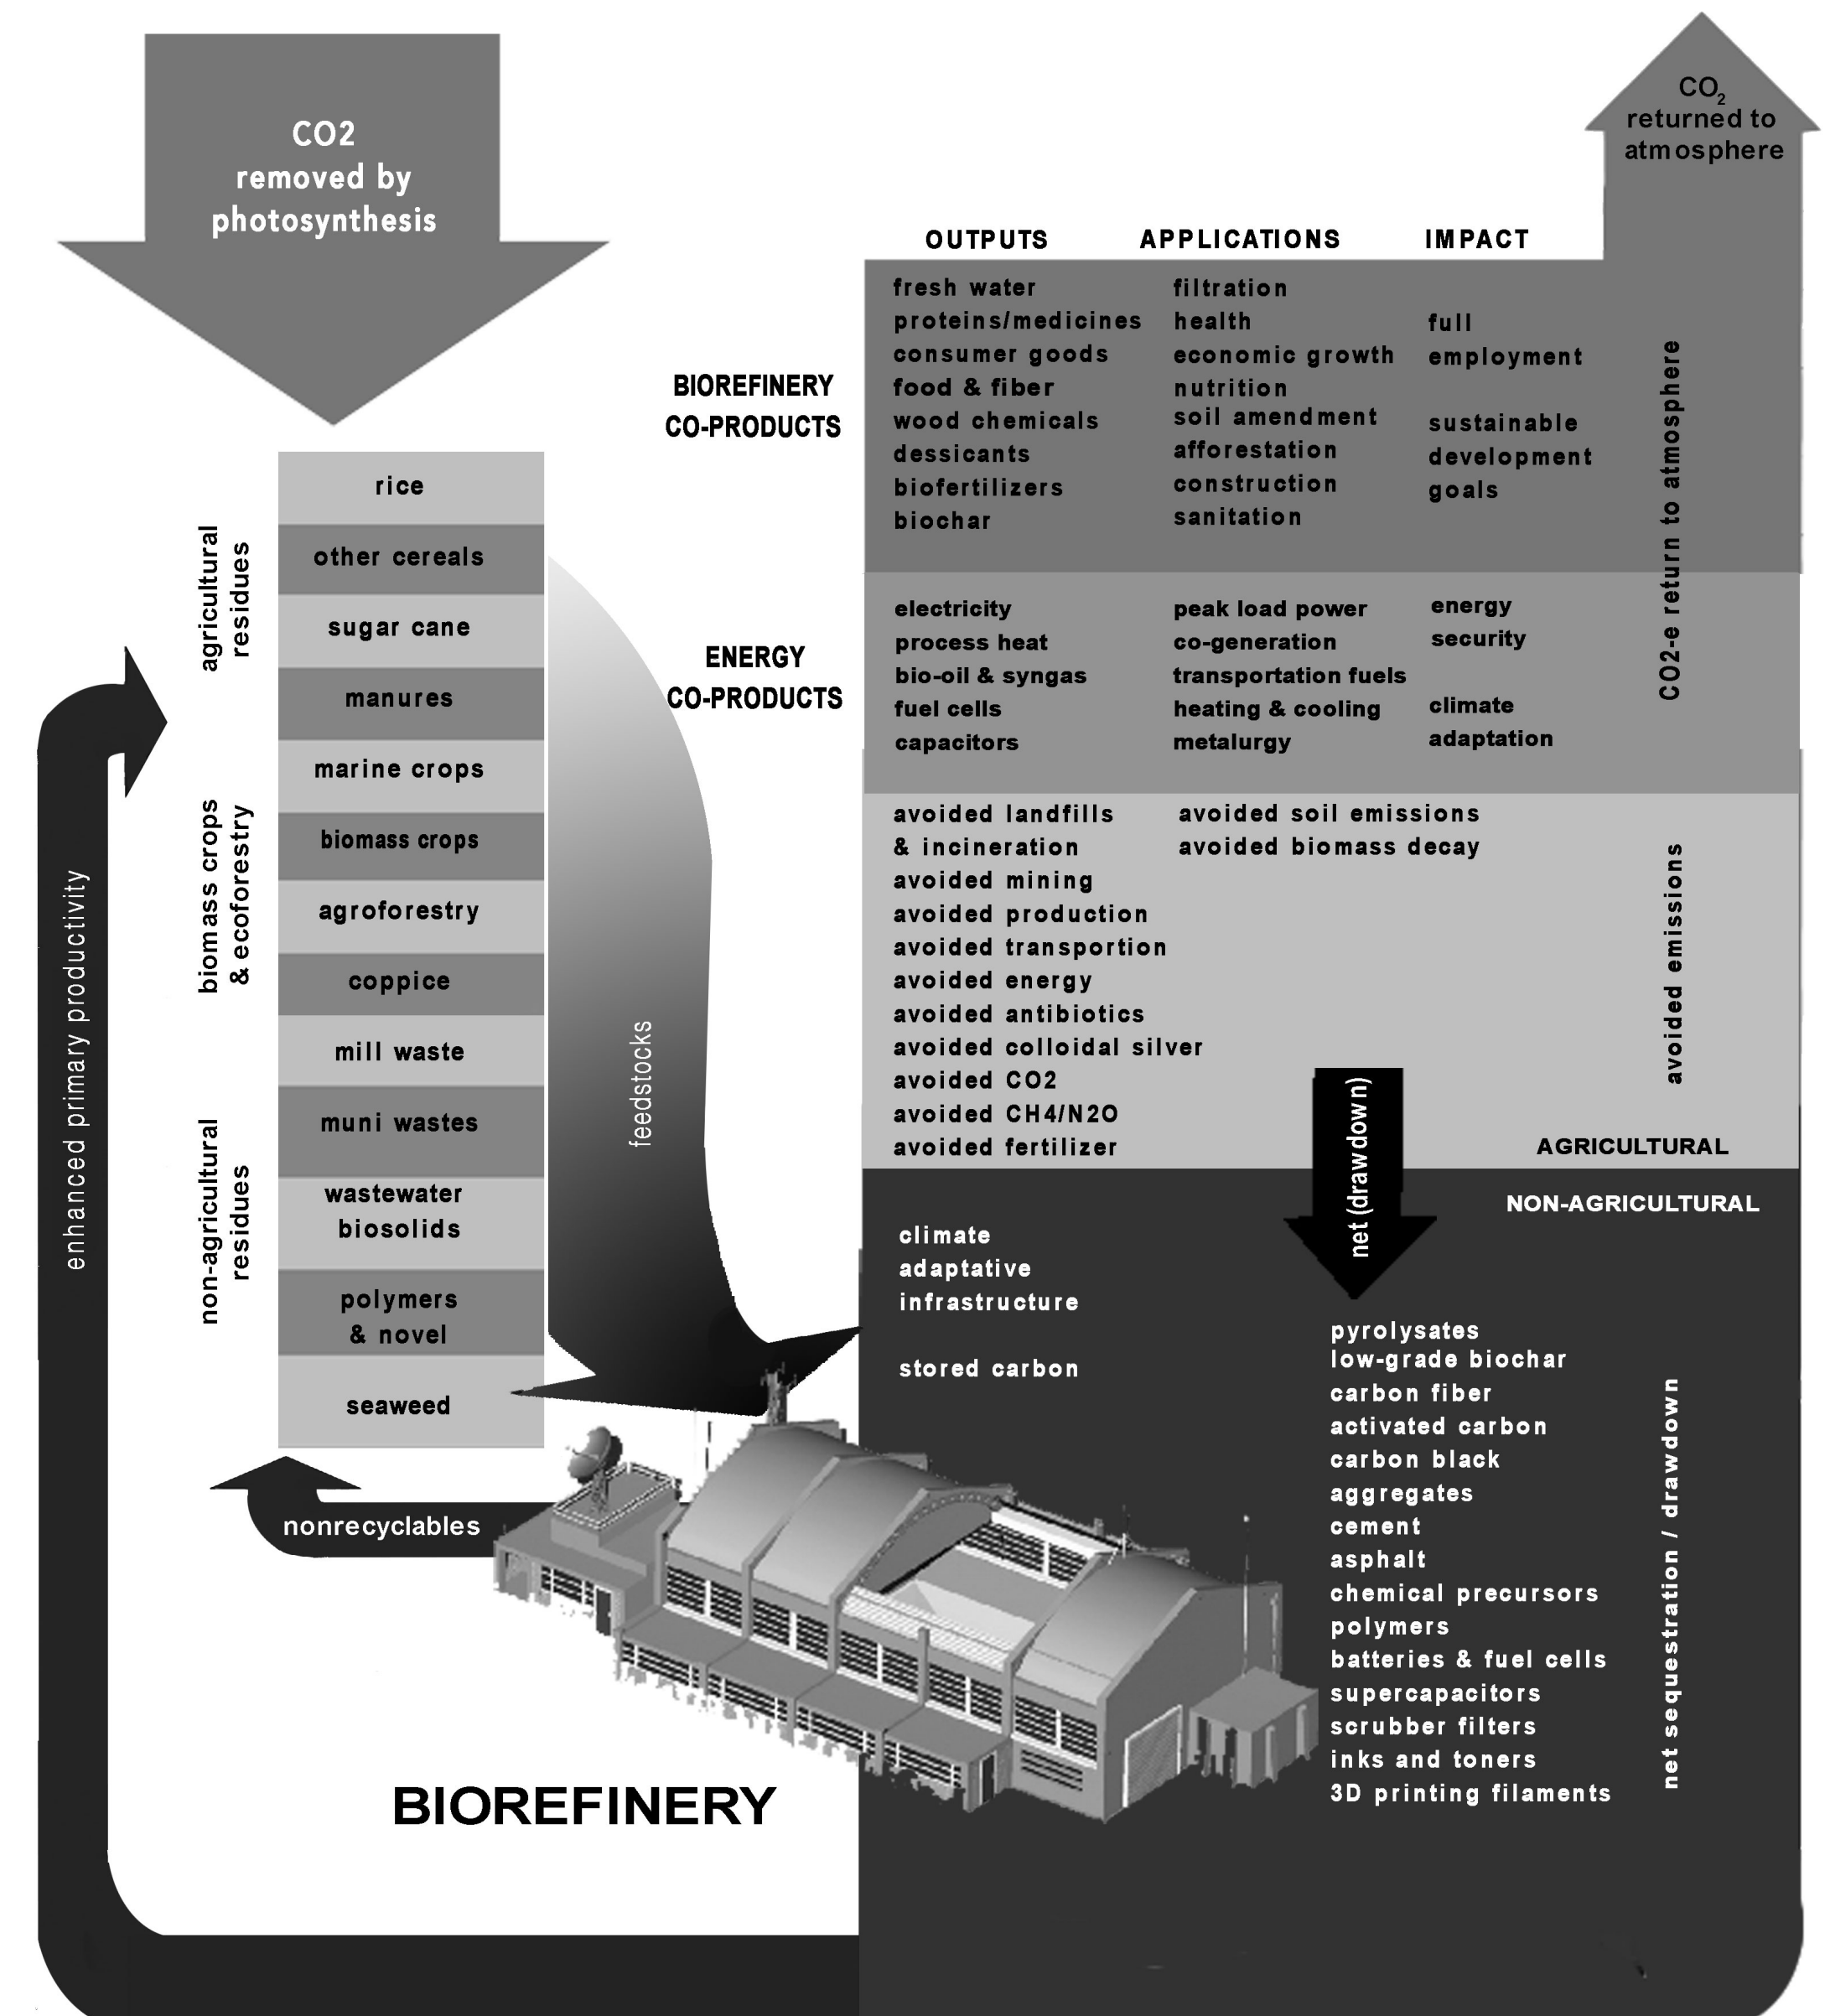 CO2
removed by
photosynthesis
CO2
returned to
atmosphere
OUTPUTS
APPLICATIONS
IMPACT
BIOREFINERY
CO-PRODUCTS
fresh water
proteins/medicines
consumer goods
food & fiber
wood chemicals
dessicants
biofertilizers
biochar
filtration
health
economic growth
nutrition
soil amendment
afforestation
construction
sanitation
full
employment
sustainable
development
goals
CO2-e return to atmosphere
ENERGY
CO-PRODUCTS
electricity
process heat
bio-oil & syngas
fuel cells
capacitors
peak load power
co-generation
transportation fuels
heating & cooling
metalurgy
energy
security
climate
adaptation
avoided landfills
& incineration
avoided mining
avoided production
avoided transportion
avoided energy
avoided antibiotics
avoided colloidal silver
avoided CO2
avoided CH4/N2O
avoided fertilizer
avoided soil emissions
avoided biomass decay
avoided emissions
AGRICULTURAL
NON-AGRICULTURAL
net (drawdown)
climate
adaptative
infrastructure
stored carbon
pyrolysates
low-grade biochar
carbon fiber
activated carbon
carbon black
aggregates
cement
asphalt
chemical precursors
polymers
batteries & fuel cells
supercapacitors
scrubber filters
inks and toners
3D printing filaments
net sequestration / drawdown
agricultural
residues
biomass crops
& ecoforestry
non-agricultural
residues
rice
other cereals
sugar cane
manures
marine crops
biomass crops
agroforestry
coppice
mill waste
muni wastes
wastewater
biosolids
polymers
& novel
seaweed
feedstocks
enhanced primary productivity
nonrecyclables
BIOREFINERY